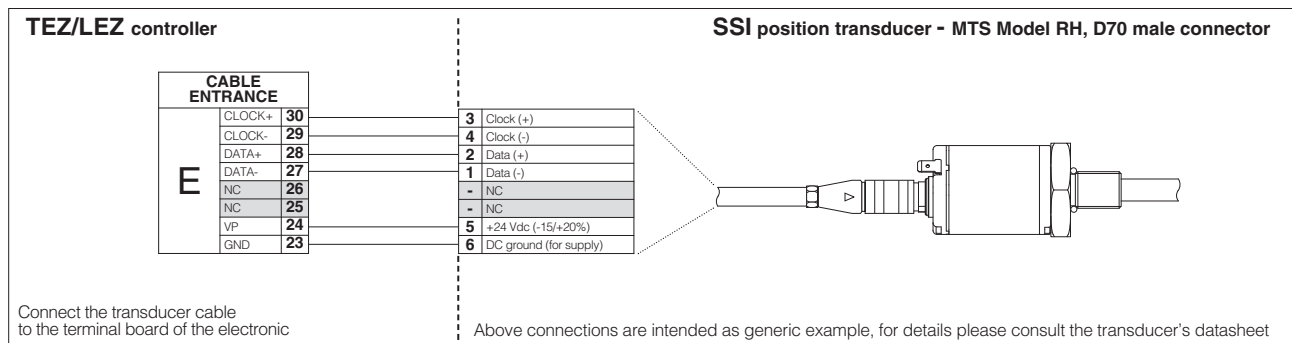 TEZ/LEZ controller
SSI position transducer - MTS Model RH, D70 male connector
CABLE
ENTRANCE
E
CLOCK+ 30
CLOCK- 29
DATA+ 28
DATA- 27
NC 26
NC 25
VP 24
GND 23
3 Clock (+)
4 Clock (-)
2 Data (+)
1 Data (-)
- NC
- NC
5 +24 Vdc (-15/+20%)
6 DC ground (for supply)
Connect the transducer cable
to the terminal board of the electronic
Above connections are intended as generic example, for details please consult the transducer's datasheet